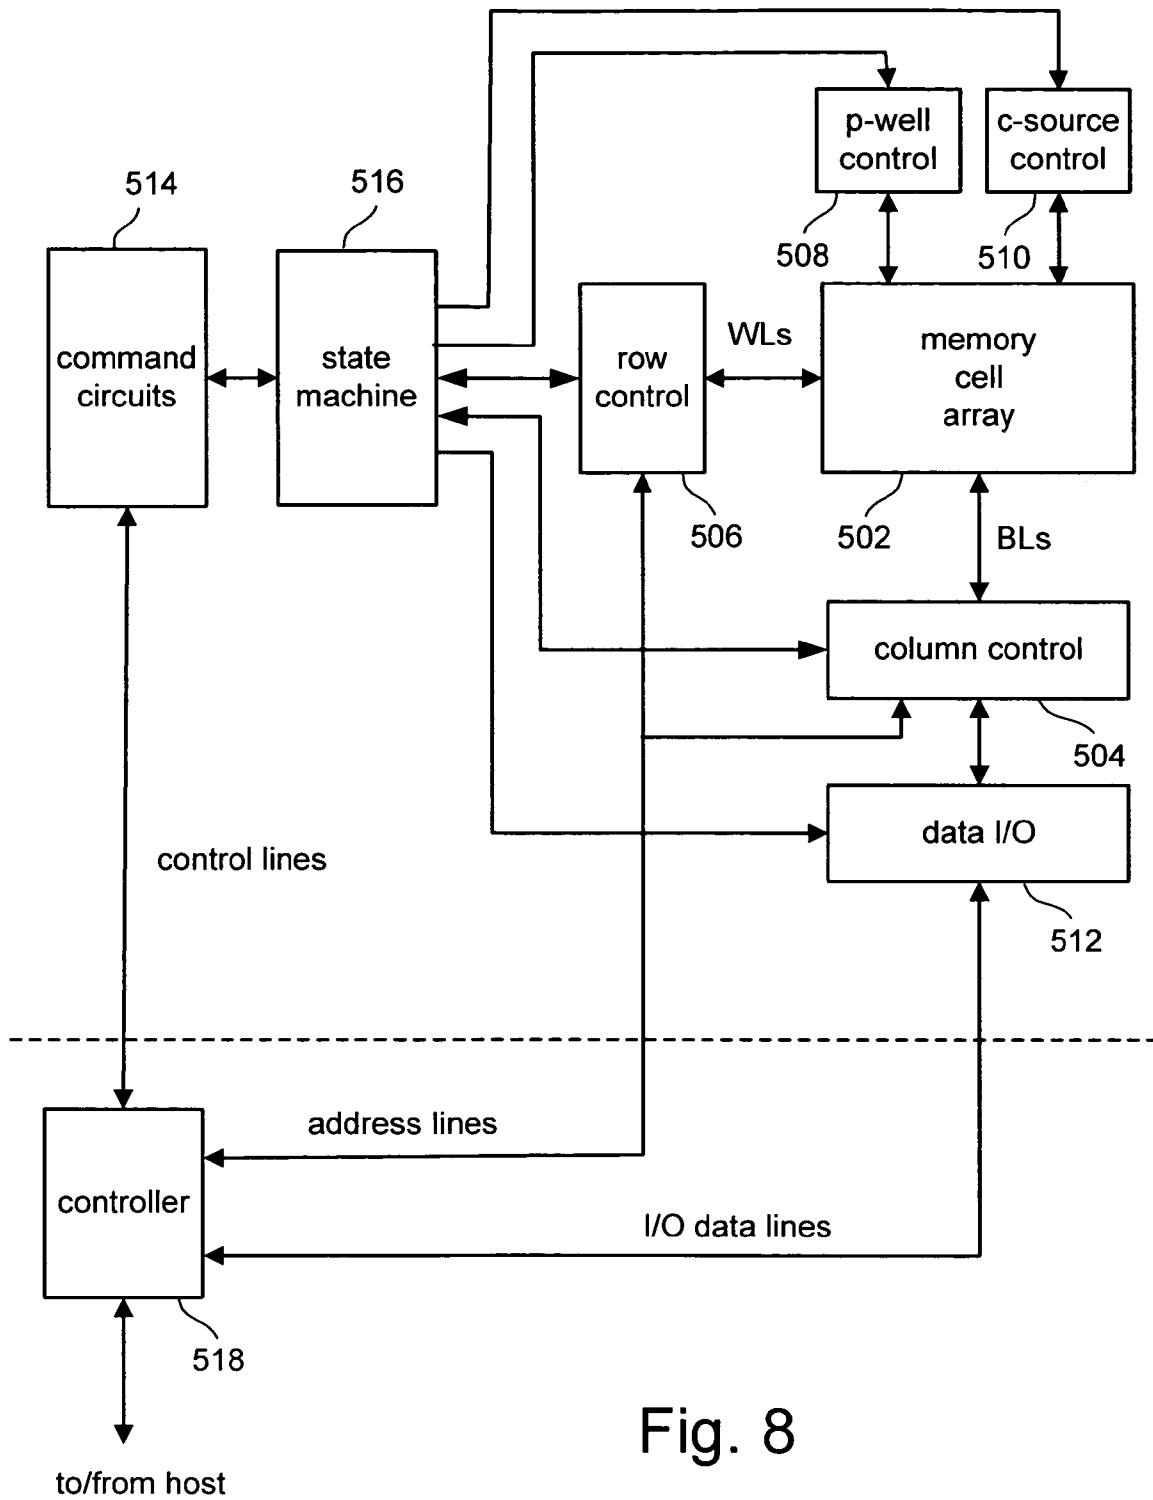 p-well
control
c-source
control
514
516
508
510
command
circuits
state
machine
row
control
WLs
memory
cell
array
506
502
BLs
column control
504
data I/O
control lines
512
address lines
controller
I/O data lines
518
Fig. 8
to/from host